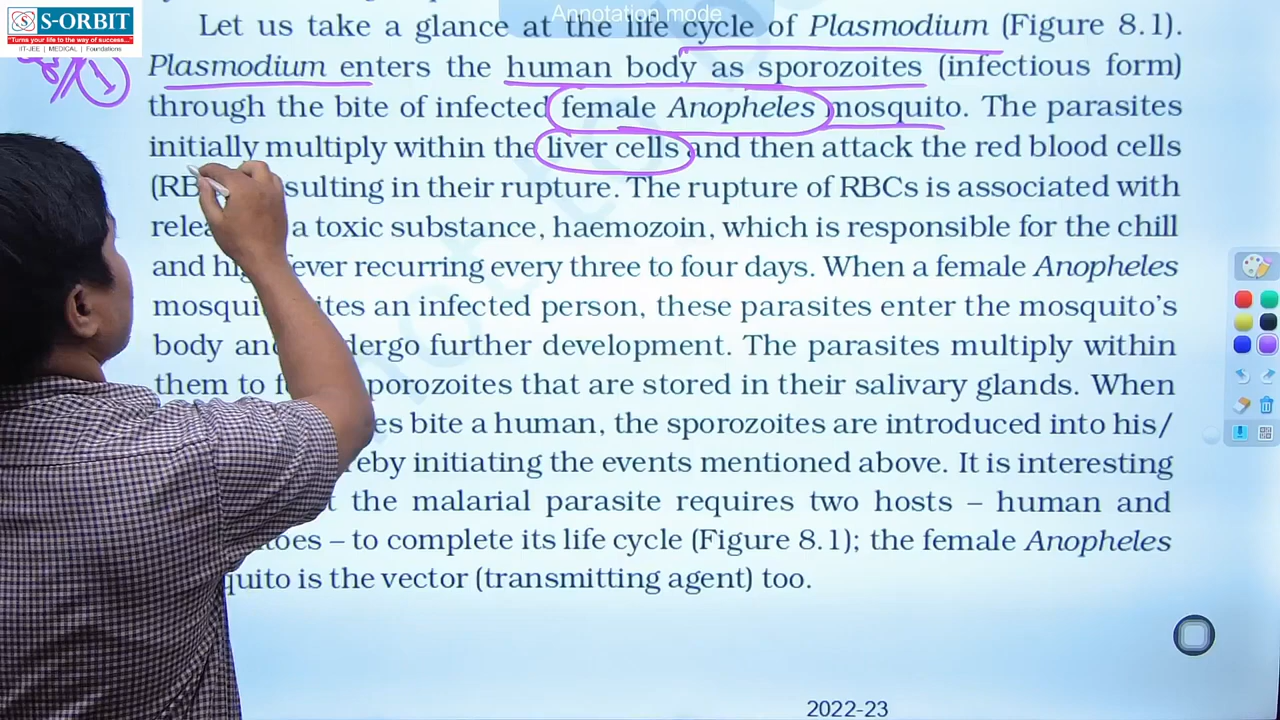 Annotation mode
S-ORBIT
"Turns your life to the way of success..."
IIT-JEE | MEDICAL | Foundations
Let us take a glance at the life cycle of Plasmodium (Figure 8.1).
Plasmodium enters the human body as sporozoites (infectious form)
through the bite of infected female Anopheles mosquito. The parasites
initially multiply within the liver cells and then attack the red blood cells
(RB sulting in their rupture. The rupture of RBCs is associated with
relea a toxic substance, haemozoin, which is responsible for the chill
and hig fever recurring every three to four days. When a female Anopheles
mosqui ites an infected person, these parasites enter the mosquito's
body and dergo further development. The parasites multiply within
them to f sporozoites that are stored in their salivary glands. When
es bite a human, the sporozoites are introduced into his/
reby initiating the events mentioned above. It is interesting
t the malarial parasite requires two hosts – human and
toes – to complete its life cycle (Figure 8.1); the female Anopheles
quito is the vector (transmitting agent) too.
2022-23